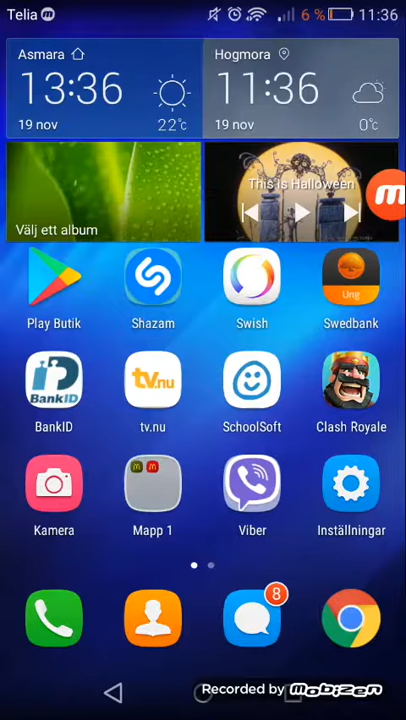 Telia
6 %
11:36
Asmara
13:36
19 nov
22°c
Hogmora
11:36
19 nov
0°c
Välj ett album
This Is Halloween
Play Butik
Shazam
Swish
Ung
Swedbank
iD
BankID
BankID
tv.nu
tv.nu
SchoolSoft
Clash Royale
Kamera
Mapp 1
Viber
Inställningar
8
Recorded by mobizen